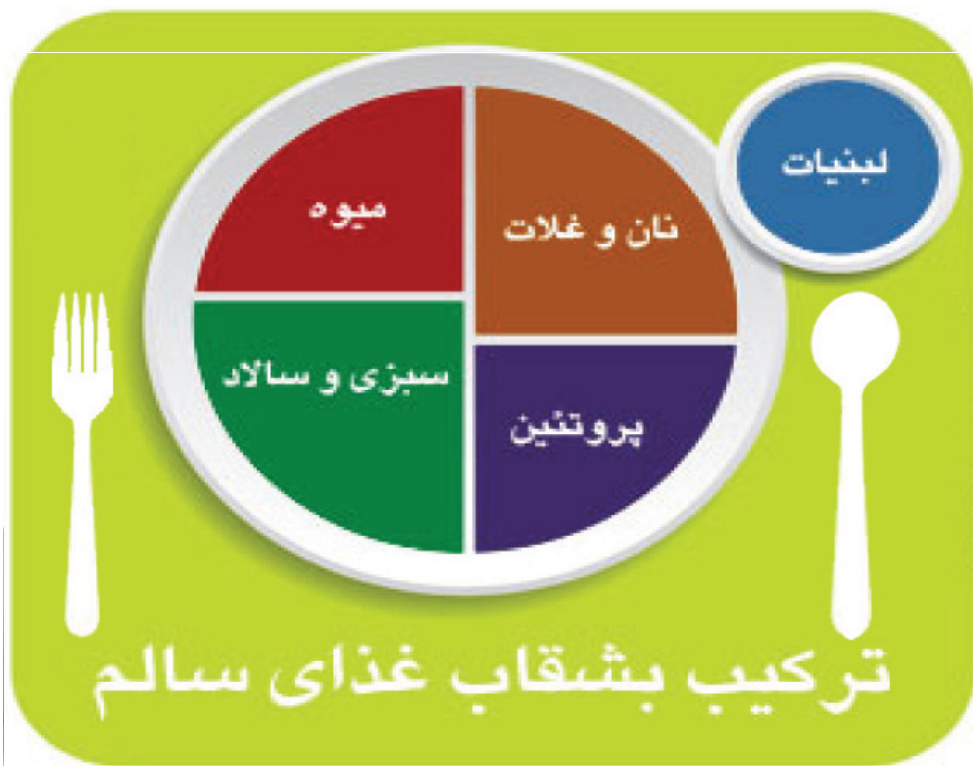 لبنیات
نان و غلات
میوه
سبزی و سالاد
پروتئین
ترکیب بشقاب غذای سالم